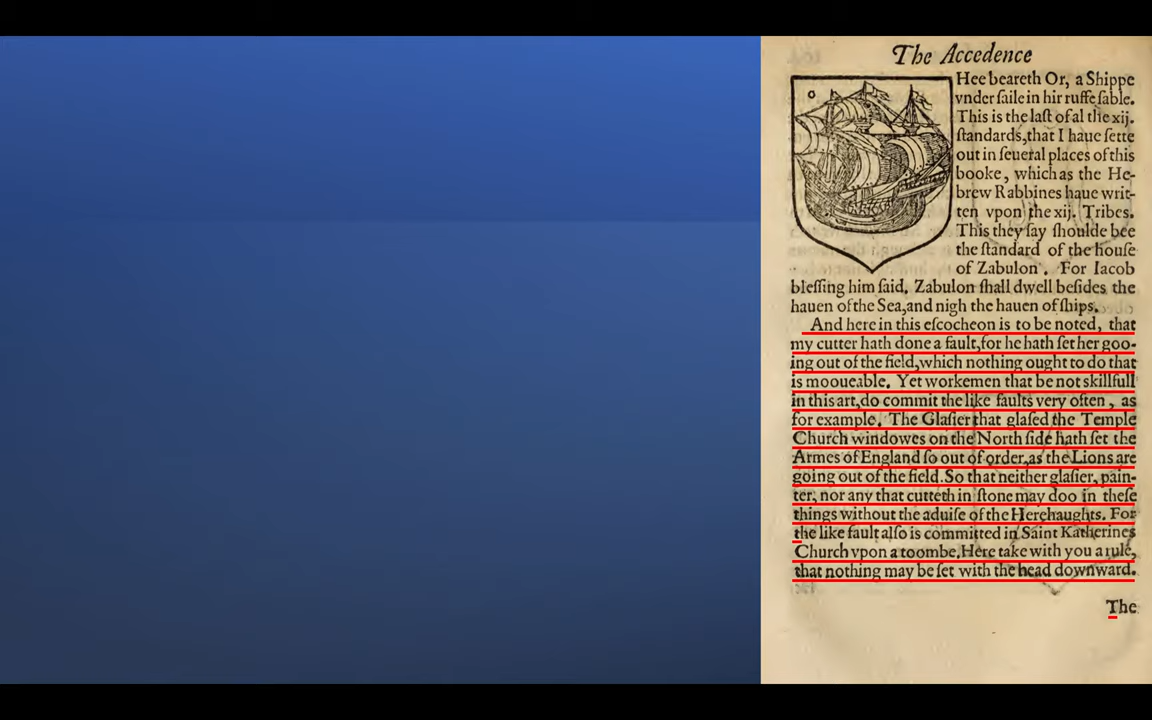 The Accedence
o
Hee beareth Or, a Shippe
vnder ſaile in hir ruffe ſable.
This is the laſt of al the xij.
ſtandards,that I haue ſette
out in ſeueral places of this
booke, which as the He-
brew Rabbines haue writ-
ten vpon the xij. Tribes.
This they ſay ſhoulde bee
the ſtandard of the houſe
of Zabulon. For Iacob
bleſſing him ſaid, Zabulon ſhall dwell beſides the
hauen of the Sea,and nigh the hauen of ſhips.
And here in this eſcocheon is to be noted, that
my cutter hath done a fault,for he hath ſet her goo-
ing out of the field,which nothing ought to do that
is mooueable. Yet workemen that be not skillfull
in this art,do commit the like faults very often, as
for example. The Glaſier that glaſed the Temple
Church windowes on the North ſide hath ſet the
Armes of England ſo out of order,as the Lions are
going out of the field.So that neither glaſier, pain-
ter, nor any that cutteth in ſtone may doo in theſe
things without the aduiſe of the Herehaughts. For
the like fault alſo is committed in Saint Katherines
Church vpon a toombe.Here take with you a rule,
that nothing may be ſet with the head downward.
The